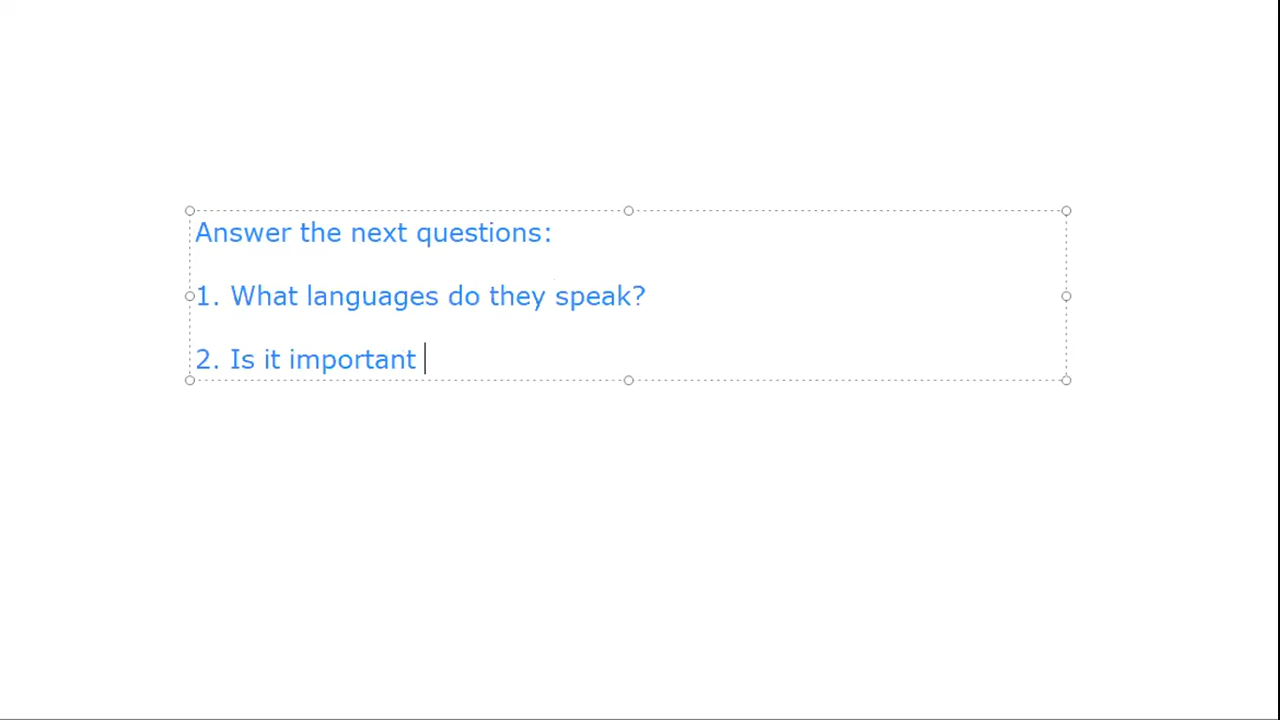 Answer the next questions:
1. What languages do they speak?
2. Is it important